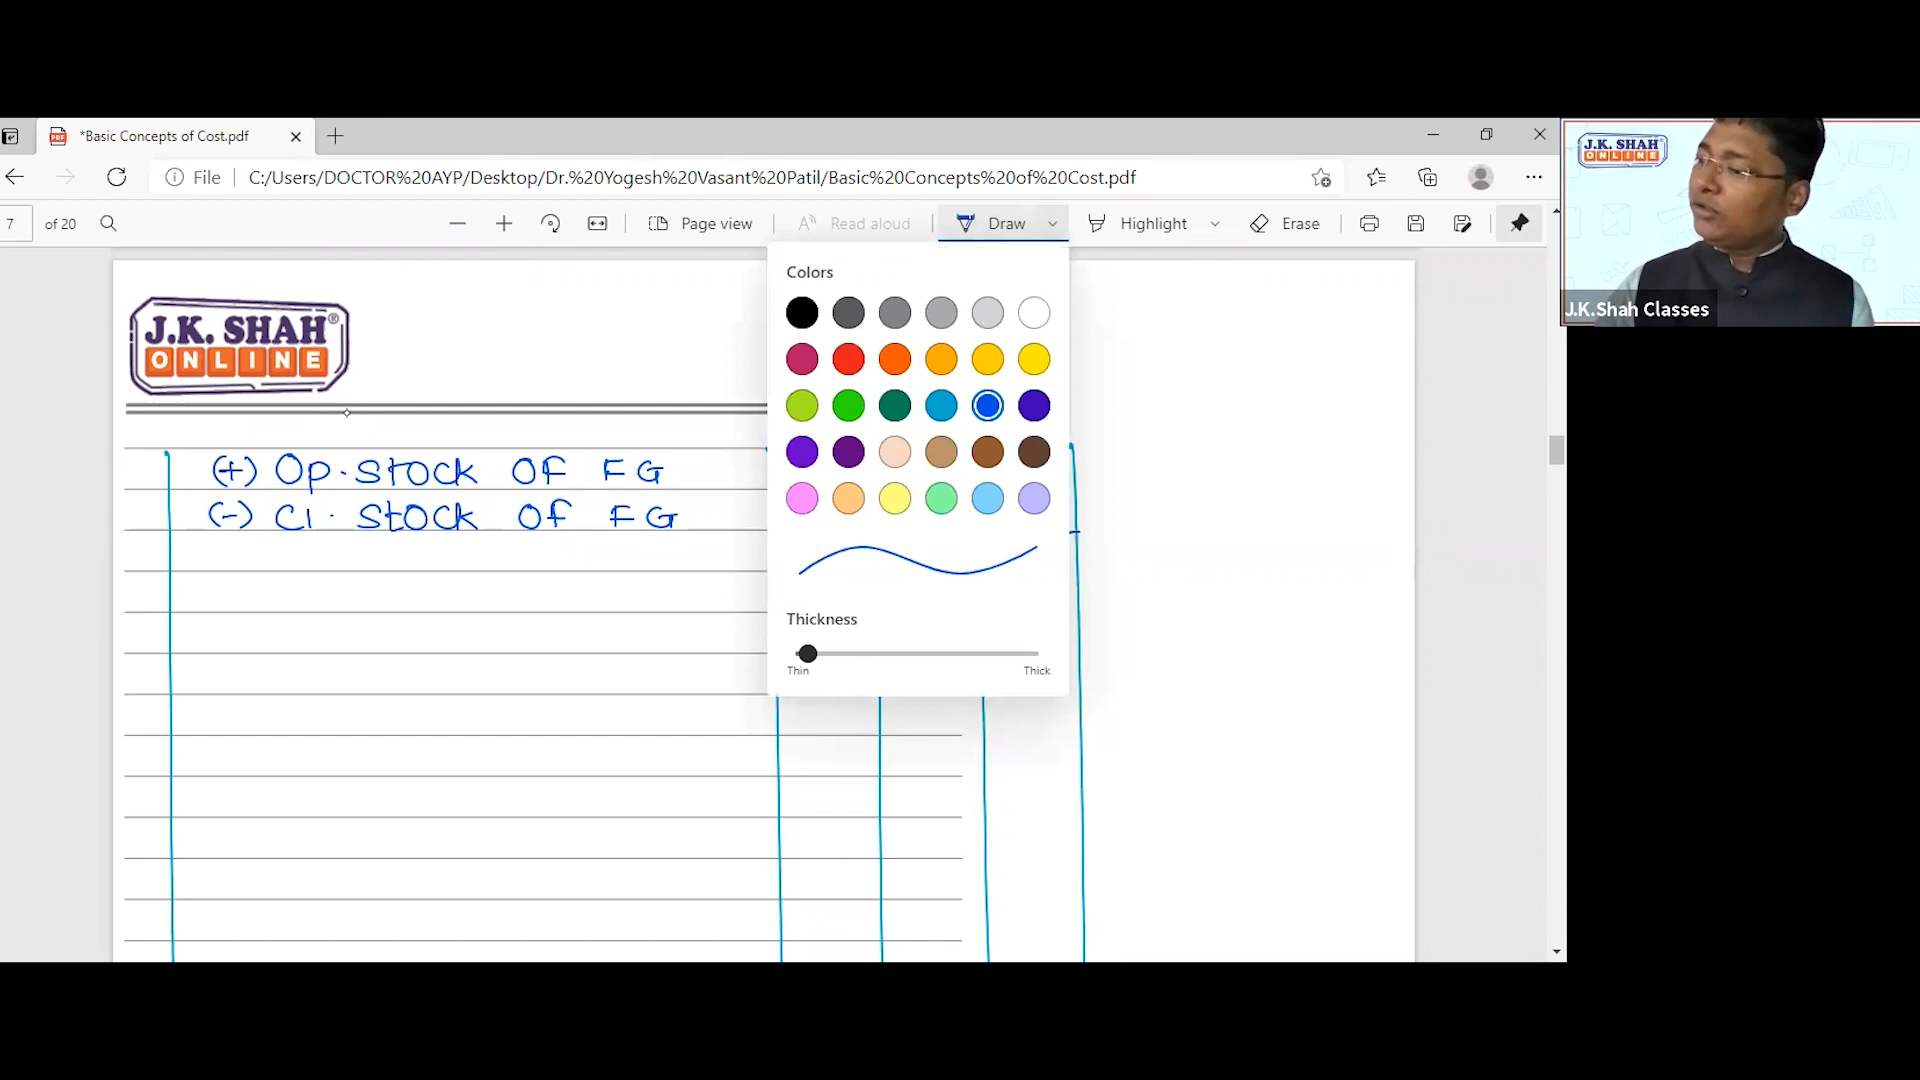 *Basic Concepts of Cost.pdf
File
C:/Users/DOCTOR%20AYP/Desktop/Dr.%20Yogesh%20Vasant%20Patil/Basic%20Concepts%20of%20Cost.pdf
7 of 20
Page view
Read aloud
Draw
Highlight
Erase
J.K. SHAH®
ONLINE
J.K.Shah Classes
Colors
J.K. SHAH®
ONLINE
(+) Op. Stock OF FG
(-) Cl. Stock OF FG
Thickness
Thin Thick